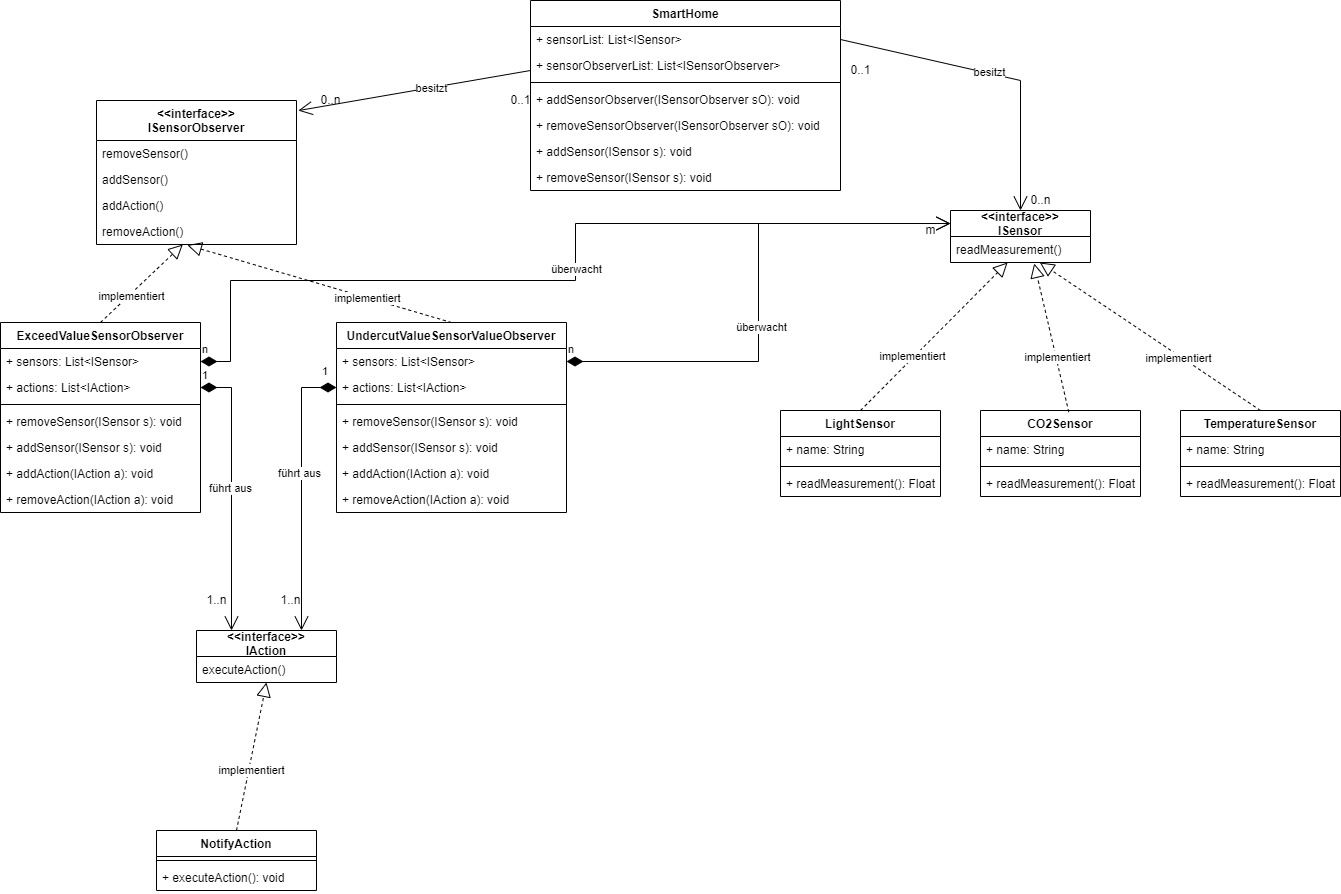 SmartHome
+ sensorList: List<ISensor>
+ sensorObserverList: List<ISensorObserver>
+ addSensorObserver(ISensorObserver sO): void
+ removeSensorObserver(ISensorObserver sO): void
+ addSensor(ISensor s): void
+ removeSensor(ISensor s): void
besitzt
0..n
0..1
besitzt
0..1
0..n
<<interface>>
ISensorObserver
removeSensor()
addSensor()
addAction()
removeAction()
<<interface>>
ISensor
readMeasurement()
m
überwacht
überwacht
implementiert
implementiert
ExceedValueSensorObserver
+ sensors: List<ISensor>
+ actions: List<IAction>
+ removeSensor(ISensor s): void
+ addSensor(ISensor s): void
+ addAction(IAction a): void
+ removeAction(IAction a): void
n
1
UndercutValueSensorValueObserver
+ sensors: List<ISensor>
+ actions: List<IAction>
+ removeSensor(ISensor s): void
+ addSensor(ISensor s): void
+ addAction(IAction a): void
+ removeAction(IAction a): void
n
1
implementiert
implementiert
implementiert
LightSensor
+ name: String
+ readMeasurement(): Float
CO2Sensor
+ name: String
+ readMeasurement(): Float
TemperatureSensor
+ name: String
+ readMeasurement(): Float
führt aus
führt aus
1..n
1..n
<<interface>>
IAction
executeAction()
implementiert
NotifyAction
+ executeAction(): void